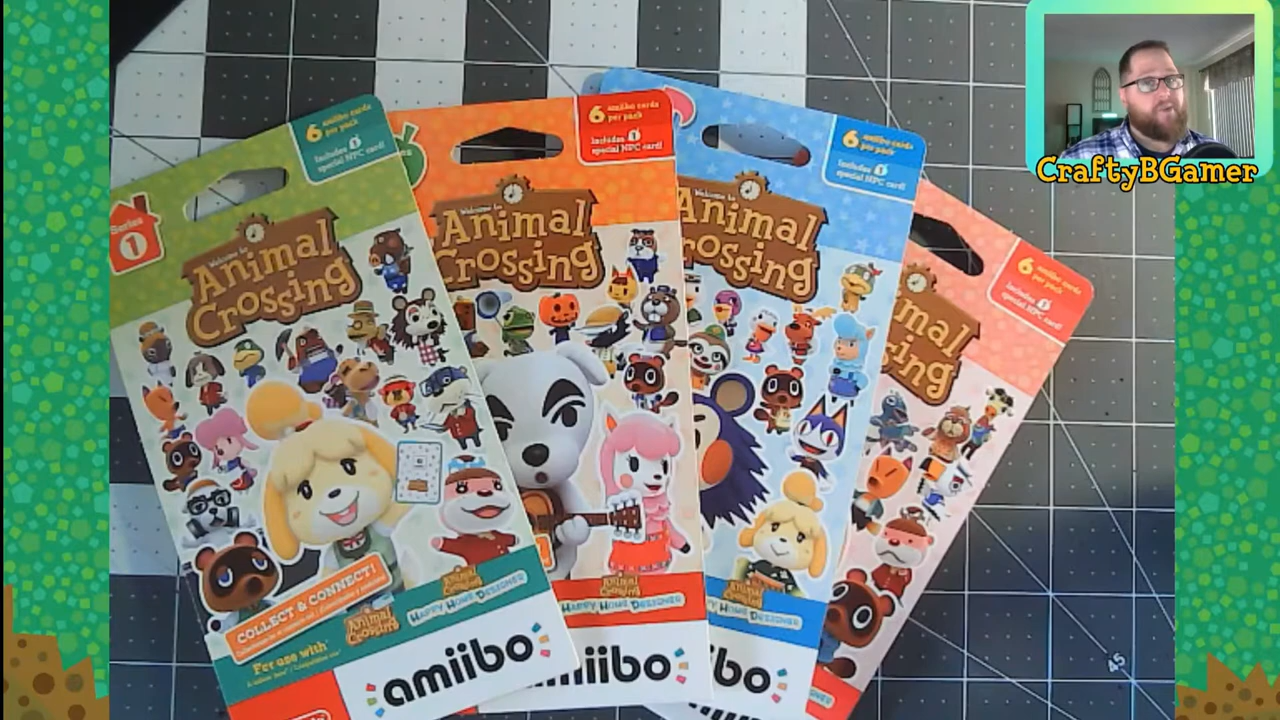 CraftyBGamer
6 amiibo cards
per pack
Includes 1
special NPC card!
Series
1
Welcome to
Animal
Crossing
COLLECT & CONNECT!
For use with
Animal
Crossing
HAPPY HOME DESIGNER
amiibo
6 amiibo cards
per pack
Includes 1
special NPC card!
Welcome to
Animal
Crossing
Animal
Crossing
HAPPY HOME DESIGNER
amiibo
6 amiibo cards
per pack
Includes 1
special NPC card!
Welcome to
Animal
Crossing
Animal
Crossing
HOME DESIGNER
ibo
6 amiibo cards
per pack
Includes 1
special NPC card!
mal
sing
45